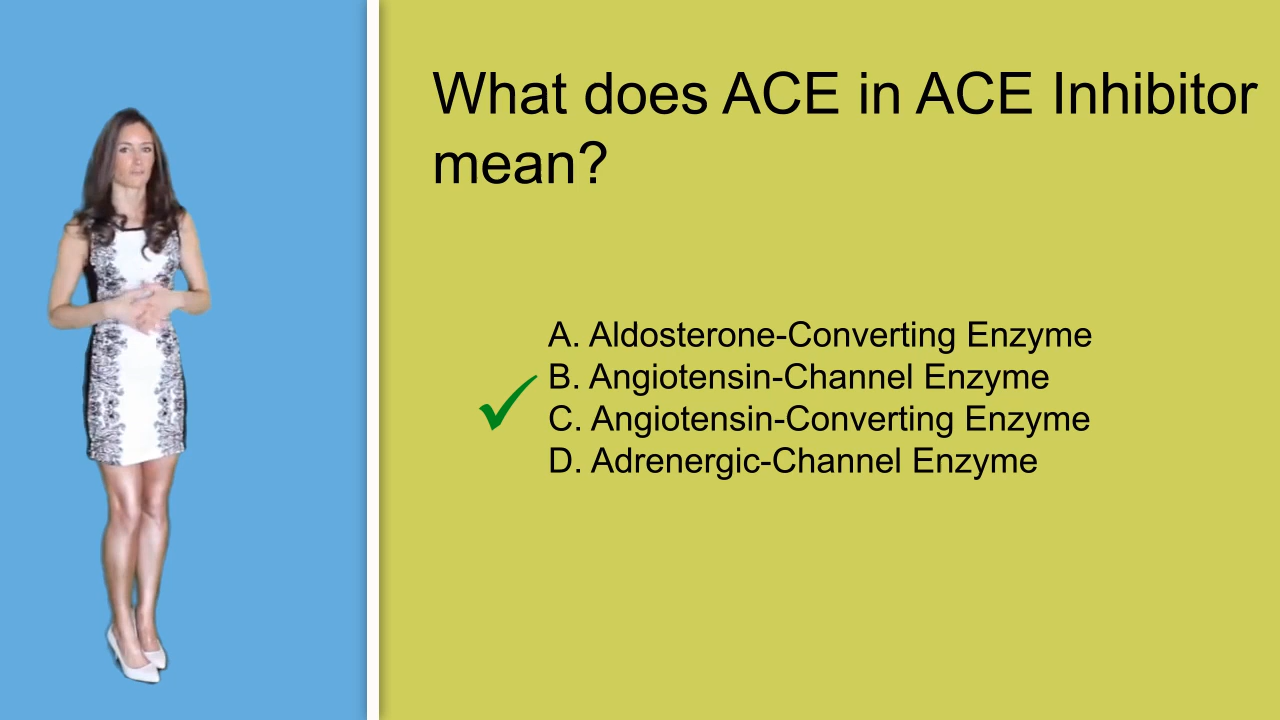 What does ACE in ACE Inhibitor
mean?
A. Aldosterone-Converting Enzyme
B. Angiotensin-Channel Enzyme
C. Angiotensin-Converting Enzyme
D. Adrenergic-Channel Enzyme